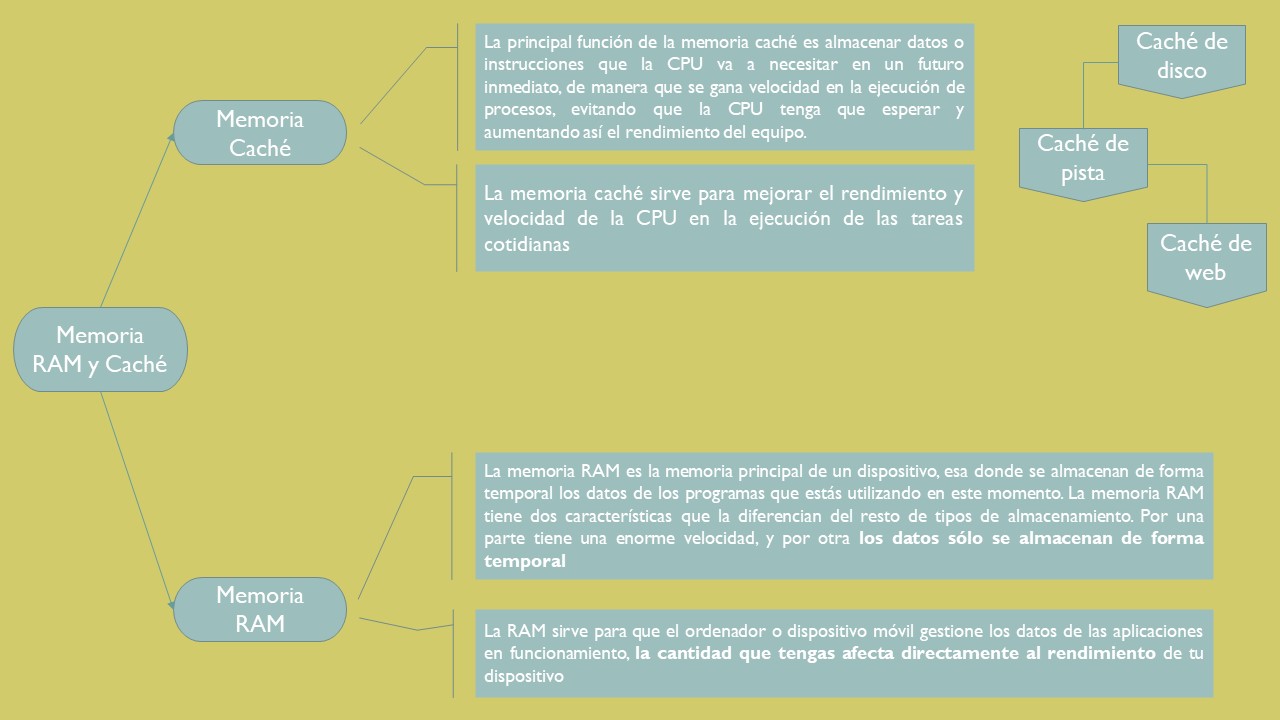 Memoria
RAM y Caché
Memoria
Caché
La principal función de la memoria caché es almacenar datos o
instrucciones que la CPU va a necesitar en un futuro
inmediato, de manera que se gana velocidad en la ejecución de
procesos, evitando que la CPU tenga que esperar y
aumentando así el rendimiento del equipo.
La memoria caché sirve para mejorar el rendimiento y
velocidad de la CPU en la ejecución de las tareas
cotidianas
Caché de
disco
Caché de
pista
Caché de
web
Memoria
RAM
La memoria RAM es la memoria principal de un dispositivo, esa donde se almacenan de forma
temporal los datos de los programas que estás utilizando en este momento. La memoria RAM
tiene dos características que la diferencian del resto de tipos de almacenamiento. Por una
parte tiene una enorme velocidad, y por otra los datos sólo se almacenan de forma
temporal
La RAM sirve para que el ordenador o dispositivo móvil gestione los datos de las aplicaciones
en funcionamiento, la cantidad que tengas afecta directamente al rendimiento de tu
dispositivo